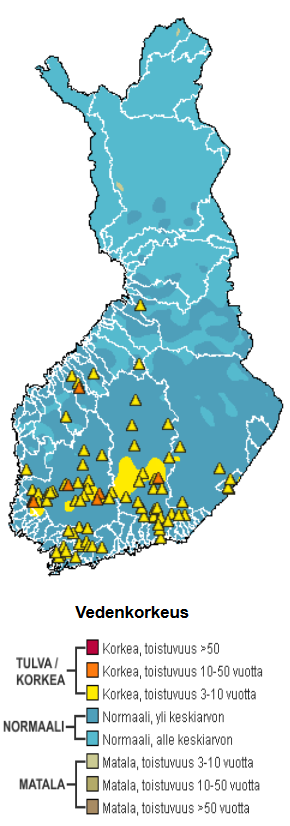 Vedenkorkeus
TULVA / KORKEA
Korkea, toistuvuus >50
Korkea, toistuvuus 10-50 vuotta
Korkea, toistuvuus 3-10 vuotta
NORMAALI
Normaali, yli keskiarvon
Normaali, alle keskiarvon
MATALA
Matala, toistuvuus 3-10 vuotta
Matala, toistuvuus 10-50 vuotta
Matala, toistuvuus >50 vuotta